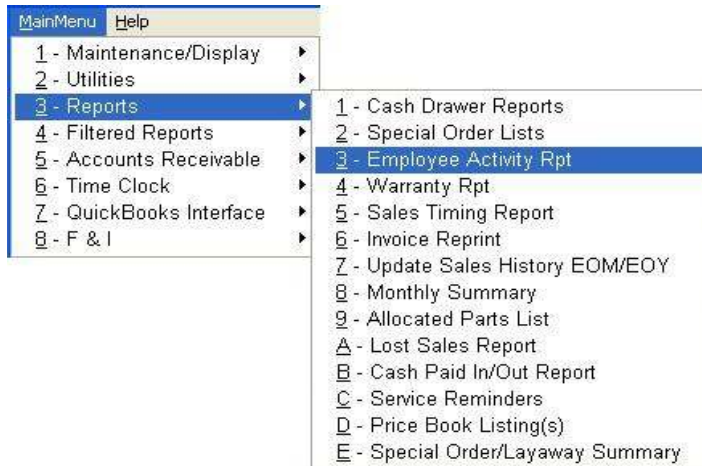 MainMenu Help
1 - Maintenance/Display
2 - Utilities
3 - Reports
4 - Filtered Reports
5 - Accounts Receivable
6 - Time Clock
7 - QuickBooks Interface
8 - F & I
1 - Cash Drawer Reports
2 - Special Order Lists
3 - Employee Activity Rpt
4 - Warranty Rpt
5 - Sales Timing Report
6 - Invoice Reprint
7 - Update Sales History EOM/EOY
8 - Monthly Summary
9 - Allocated Parts List
A - Lost Sales Report
B - Cash Paid In/Out Report
C - Service Reminders
D - Price Book Listing(s)
E - Special Order/Layaway Summary